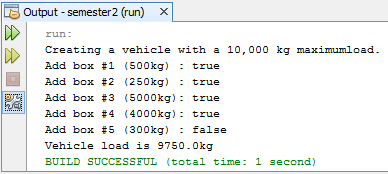 Output - semester2 (run)
run:
Creating a vehicle with a 10,000 kg maximumload.
Add box #1 (500kg) : true
Add box #2 (250kg) : true
Add box #3 (5000kg): true
Add box #4 (4000kg): true
Add box #5 (300kg) : false
Vehicle load is 9750.0kg
BUILD SUCCESSFUL (total time: 1 second)